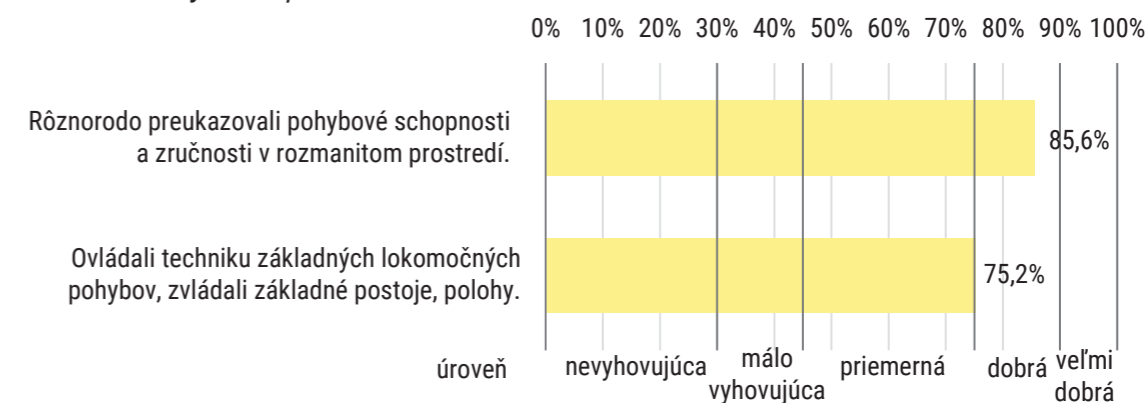 0% 10% 20% 30% 40% 50% 60% 70% 80% 90% 100%
Rôznorodo preukazovali pohybové schopnosti
a zručnosti v rozmanitom prostredí.
85,6%
Ovládali techniku základných lokomočných
pohybov, zvládali základné postoje, polohy.
75,2%
úroveň
nevyhovujúca
málo
vyhovujúca
priemerná
dobrá
veľmi
dobrá